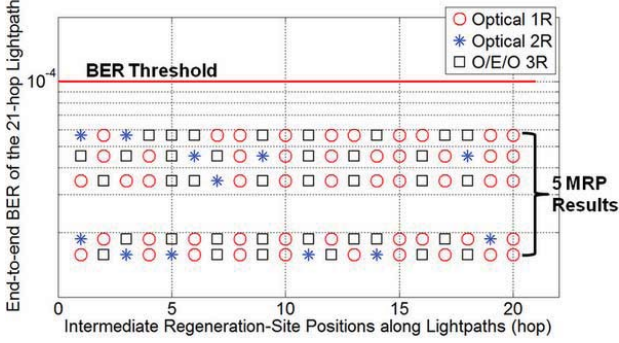 End-to-end BER of the 21-hop Lightpath
10-4
BER Threshold
Optical 1R
Optical 2R
O/E/O 3R
5 MRP
Results
0
5
10
15
20
Intermediate Regeneration-Site Positions along Lightpaths (hop)